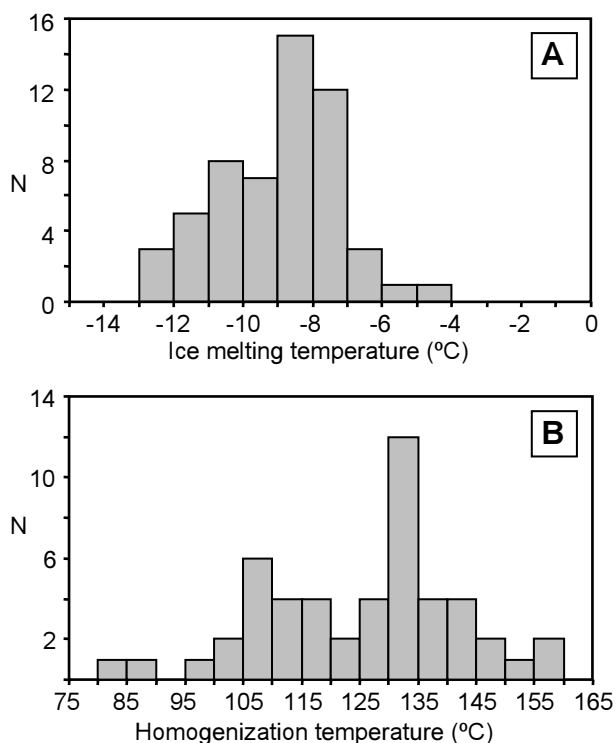 16
A
12
8
N
4
0
-14 -12 -10 -8 -6 -4 -2 0
Ice melting temperature (ºC)
14
B
10
N
6
2
75 85 95 105 115 125 135 145 155 165
Homogenization temperature (ºC)